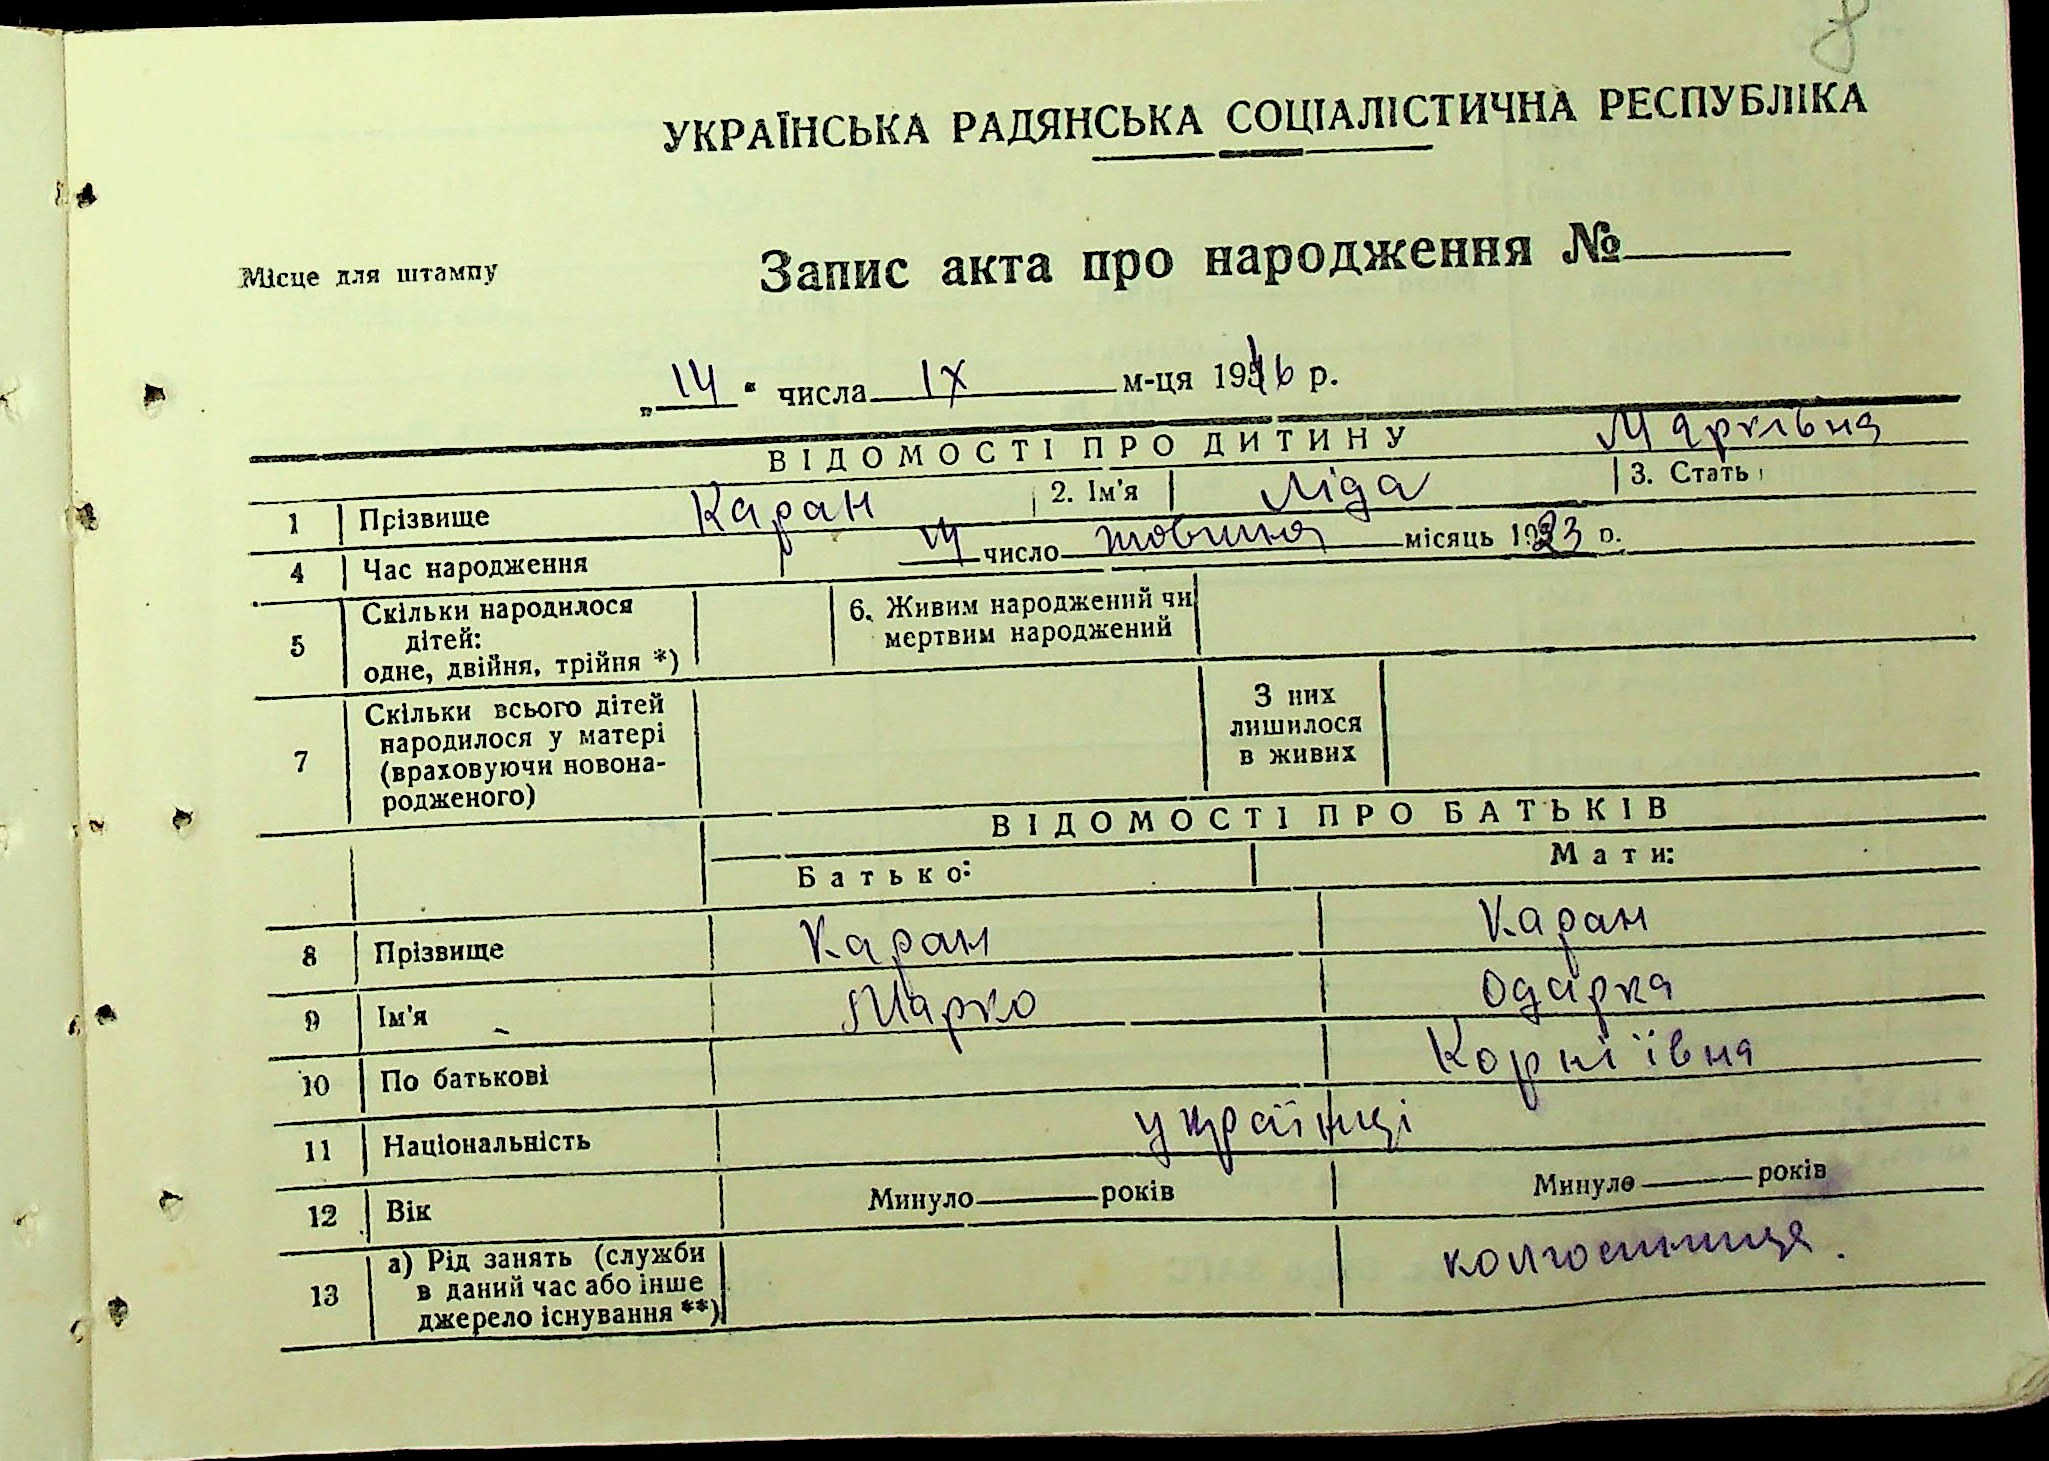 8
УКРАЇНСЬКА РАДЯНСЬКА СОЦІАЛІСТИЧНА РЕСПУБЛІКА
Місце для штампу
Запис акта про народження №
„ 14 " числа IX м-ця 1946 р.
ВІДОМОСТІ ПРО ДИТИНУ
Марківна
1 Прізвище Каран 2. Ім'я Ліда 3. Стать
4 Час народження 14 число жовтня місяць 1923 р.
5 Скільки народилося дітей: одне, двійня, трійня *) 6. Живим народжений чи мертвим народжений
7 Скільки всього дітей народилося у матері (враховуючи новона-родженого) З них лишилося в живих
ВІДОМОСТІ ПРО БАТЬКІВ
Батько: Мати:
8 Прізвище Каран Каран
9 Ім'я Марко Одарка
10 По батькові Корніївна
11 Національність українці
12 Вік Минуло років Минуло років
13 а) Рід занять (служби в даний час або інше джерело існування **) колгоспниця.